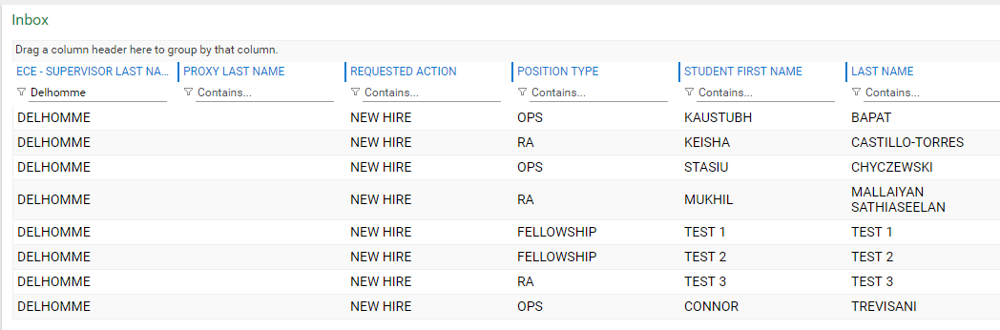 Inbox
Drag a column header here to group by that column.
ECE - SUPERVISOR LAST NA... PROXY LAST NAME REQUESTED ACTION POSITION TYPE STUDENT FIRST NAME LAST NAME
Delhomme Contains... Contains... Contains... Contains... Contains...
DELHOMME NEW HIRE OPS KAUSTUBH BAPAT
DELHOMME NEW HIRE RA KEISHA CASTILLO-TORRES
DELHOMME NEW HIRE OPS STASIU CHYCZEWSKI
DELHOMME NEW HIRE RA MUKHIL MALLAIYAN
SATHIASEELAN
DELHOMME NEW HIRE FELLOWSHIP TEST 1 TEST 1
DELHOMME NEW HIRE FELLOWSHIP TEST 2 TEST 2
DELHOMME NEW HIRE RA TEST 3 TEST 3
DELHOMME NEW HIRE OPS CONNOR TREVISANI